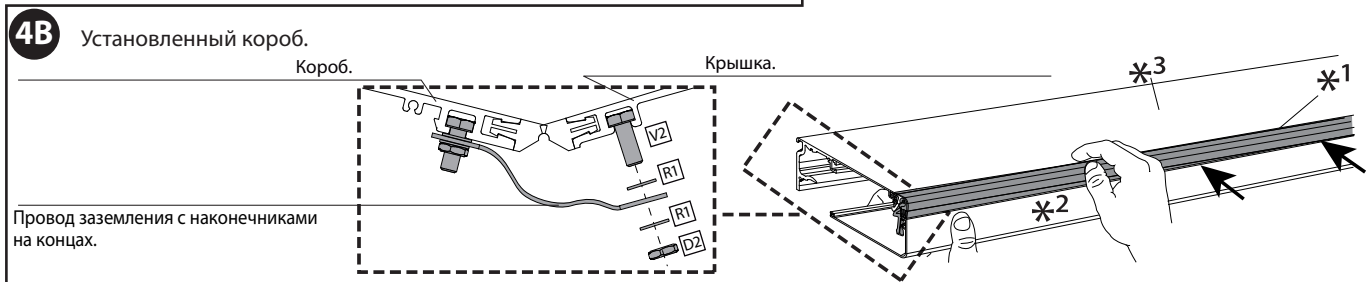 4B Установленный короб.
Короб.
Крышка.
*3
*1
V2
R1
R1
D2
*2
Провод заземления с наконечниками
на концах.